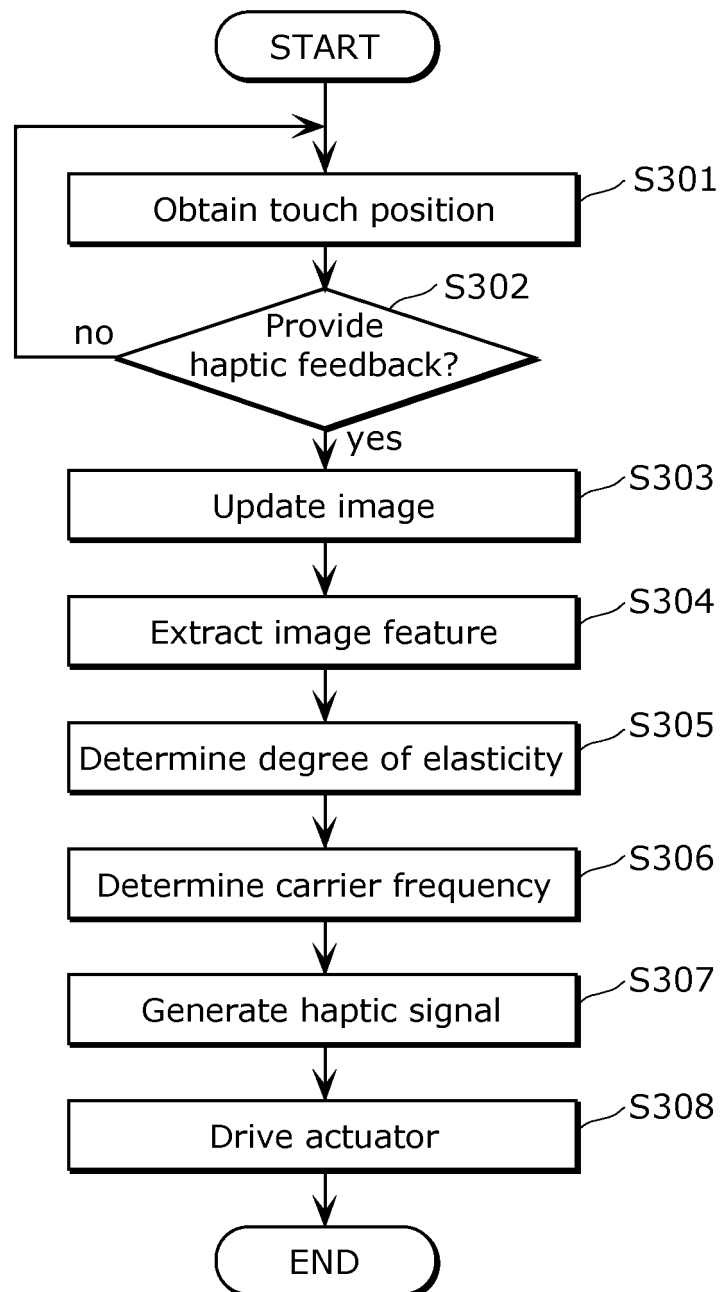 START
Obtain touch position
S301
S302
Provide
haptic feedback?
no
yes
Update image
S303
Extract image feature
S304
Determine degree of elasticity
S305
Determine carrier frequency
S306
Generate haptic signal
S307
Drive actuator
S308
END